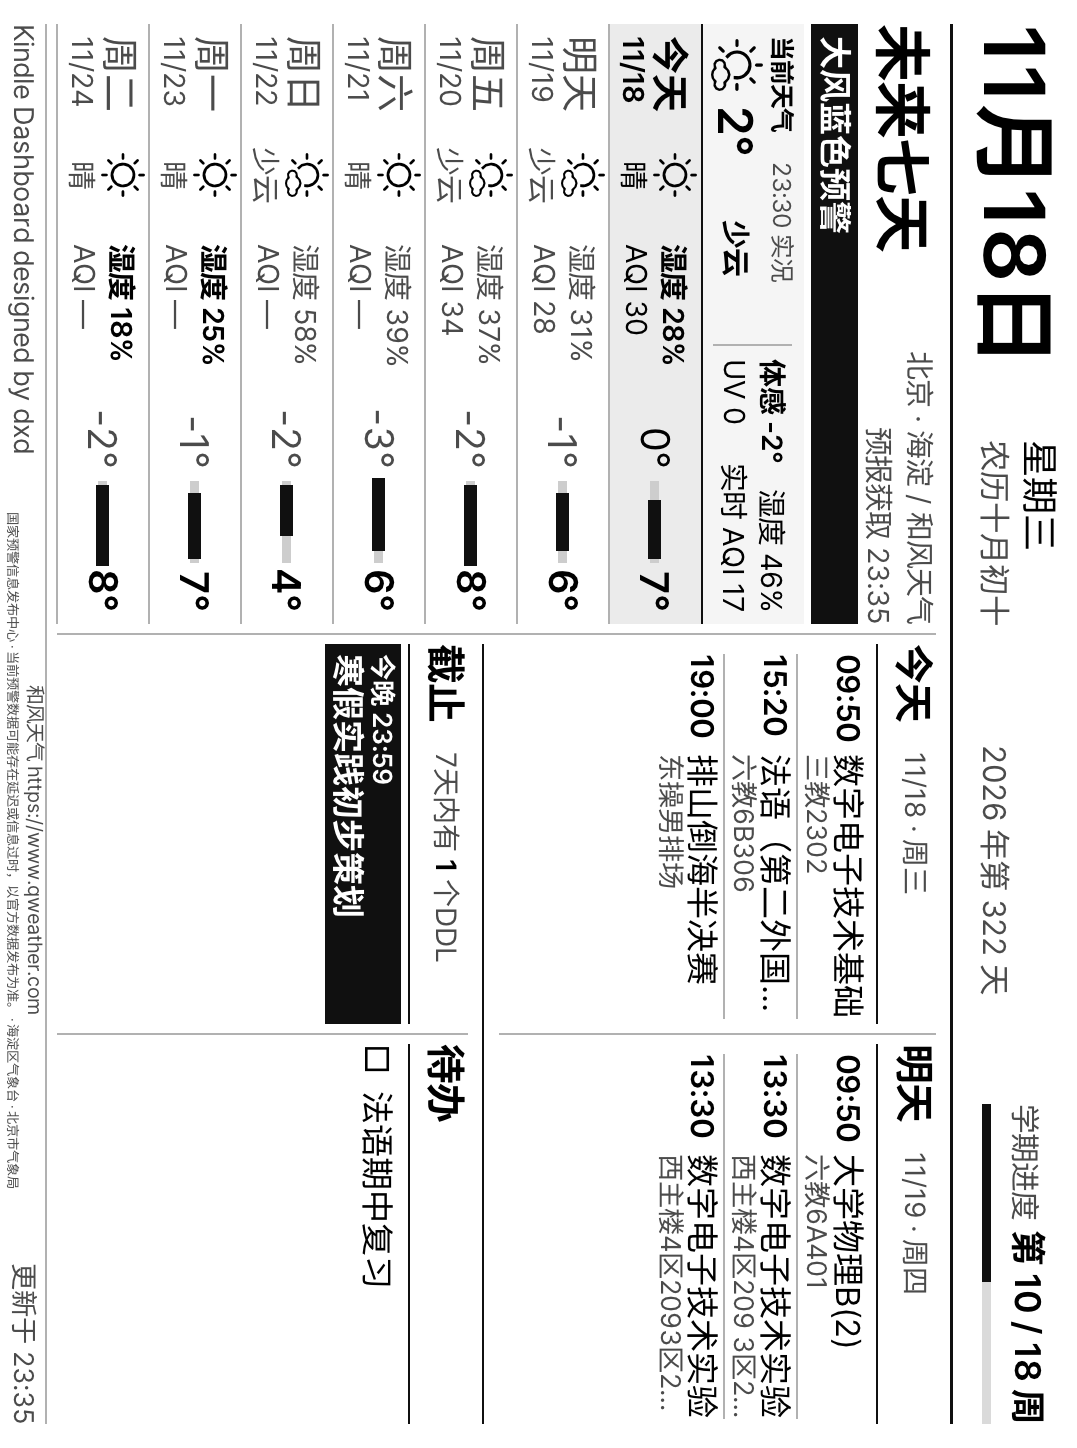 11月18日
星期三
农历十月初十
2026 年第 322 天
学期进度 第 10 / 18 周
未来七天
北京 · 海淀 / 和风天气
预报获取 23:35
大风蓝色预警
当前天气 23:30 实况
2° 少云
体感 -2° 湿度 46%
UV 0 实时 AQI 17
今天
11/18
晴
湿度 28%
AQI 30
0° 7°
明天
11/19
少云
湿度 31%
AQI 28
-1° 6°
周五
11/20
少云
湿度 37%
AQI 34
-2° 8°
周六
11/21
晴
湿度 39%
AQI —
-3° 6°
周日
11/22
少云
湿度 58%
AQI —
-2° 4°
周一
11/23
晴
湿度 25%
AQI —
-1° 7°
周二
11/24
晴
湿度 18%
AQI —
-2° 8°
今天 11/18 · 周三
09:50 数字电子技术基础
三教2302
15:20 法语（第二外国...
六教6B306
19:00 排山倒海半决赛
东操男排场
明天 11/19 · 周四
09:50 大学物理B(2)
六教6A401
13:30 数字电子技术实验
西主楼4区209 3区2...
13:30 数字电子技术实验
西主楼4区2093区2...
截止 7天内有 1 个DDL
今晚 23:59
寒假实践初步策划
待办
法语期中复习
Kindle Dashboard designed by dxd
和风天气 https://www.qweather.com
国家预警信息发布中心 · 当前预警数据可能存在延迟或信息过时，以官方数据发布为准。 · 海淀区气象台 · 北京市气象局
更新于 23:35